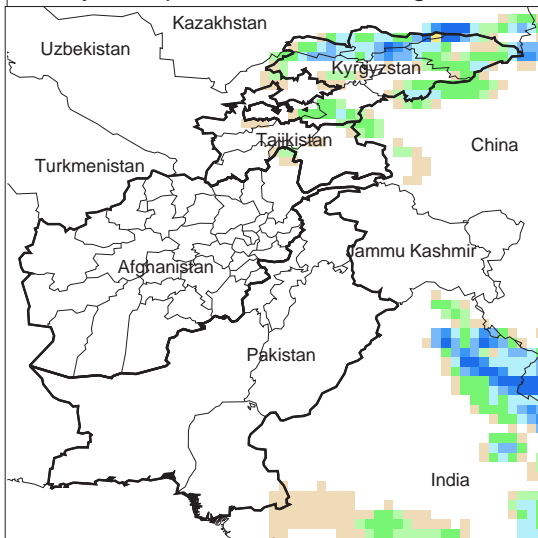 Kazakhstan
Uzbekistan
Kyrgyzstan
Tajikistan
China
Turkmenistan
Jammu Kashmir
Afghanistan
Pakistan
India